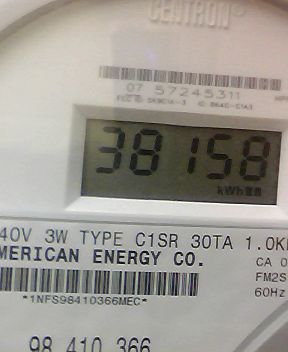 CENTRON®
07 57245311
38158
kWh
40V 3W TYPE C1SR 30TA 1.0K
MERICAN ENERGY CO.
CA 0
FM2S
*1NFS98410366MEC*
60Hz
98 410 366